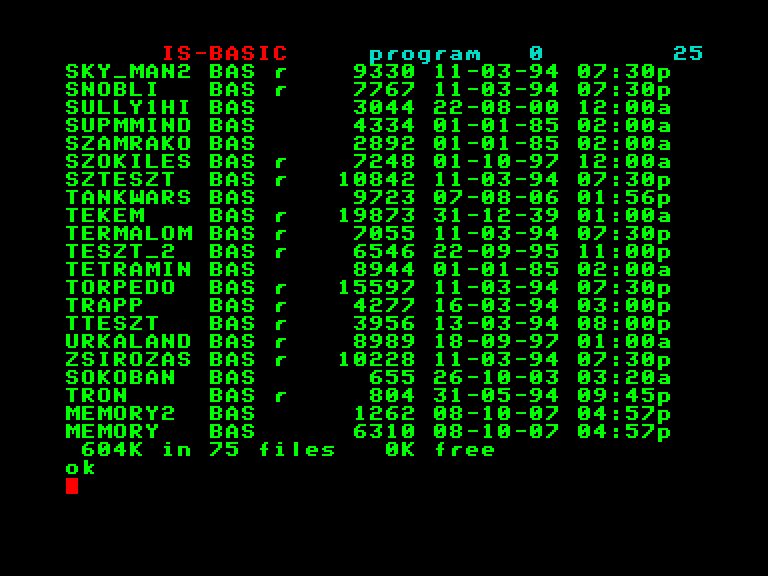 IS-BASIC program 0 25
SKY_MAN2 BAS r 9330 11-03-94 07:30p
SNOBLI BAS r 7767 11-03-94 07:30p
SULLY1HI BAS 3044 22-08-00 12:00a
SUPMMIND BAS 4334 01-01-85 02:00a
SZAMRAKO BAS 2892 01-01-85 02:00a
SZOKILES BAS r 7248 01-10-97 12:00a
SZTESZT BAS r 10842 11-03-94 07:30p
TANKWARS BAS 9723 07-08-06 01:56p
TEKEM BAS r 19873 31-12-39 01:00a
TERMALOM BAS r 7055 11-03-94 07:30p
TESZT_2 BAS r 6546 22-09-95 11:00p
TETRAMIN BAS 8944 01-01-85 02:00a
TORPEDO BAS r 15597 11-03-94 07:30p
TRAPP BAS r 4277 16-03-94 03:00p
TTESZT BAS r 3956 13-03-94 08:00p
URKALAND BAS r 8989 18-09-97 01:00a
ZSIROZAS BAS r 10228 11-03-94 07:30p
SOKOBAN BAS 655 26-10-03 03:20a
TRON BAS r 804 31-05-94 09:45p
MEMORY2 BAS 1262 08-10-07 04:57p
MEMORY BAS 6310 08-10-07 04:57p
604K in 75 files 0K free
ok